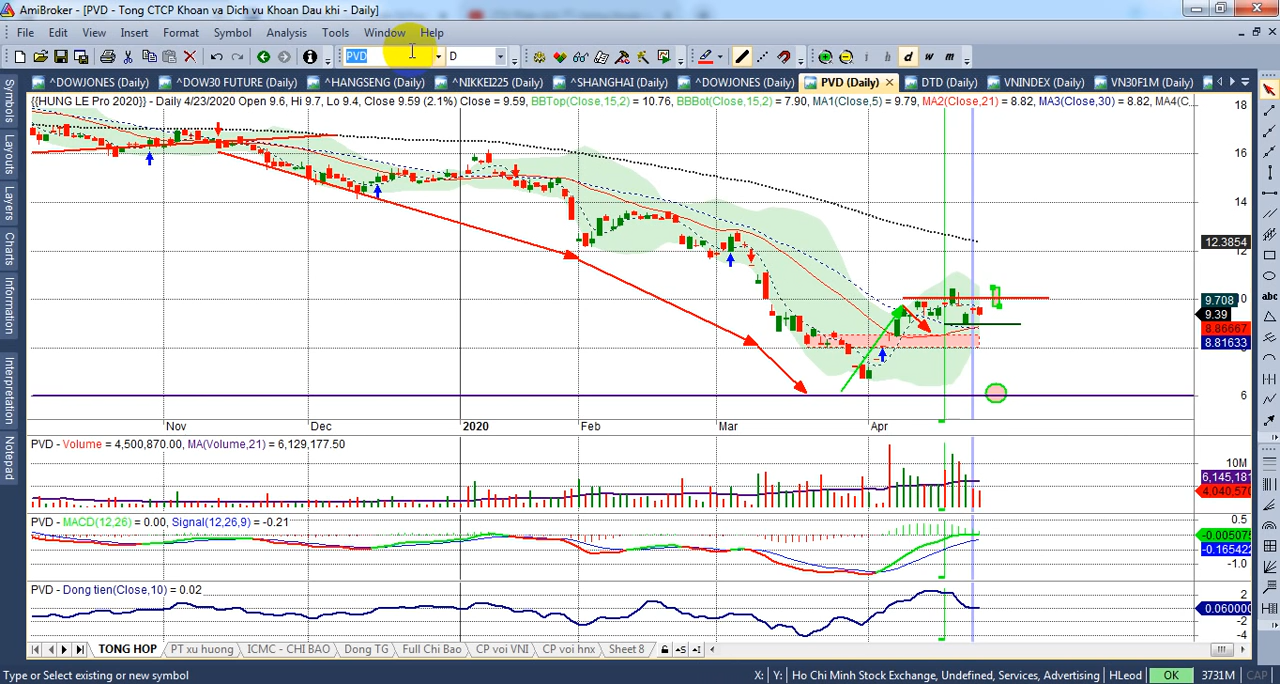 AmiBroker - [PVD - Tong CTCP Khoan va Dich vu Khoan Dau khi - Daily]
File Edit View Insert Format Symbol Analysis Tools Window Help
PVD D d w m
^DOWJONES (Daily) ^DOW30 FUTURE (Daily) ^HANGSENG (Daily) ^NIKKEI225 (Daily) ^SHANGHAI (Daily) ^DOWJONES (Daily) PVD (Daily) DTD (Daily) VNINDEX (Daily) VN30F1M (Daily)
{{HUNG LE Pro 2020}} - Daily 4/23/2020 Open 9.6, Hi 9.7, Lo 9.4, Close 9.59 (2.1%) Close = 9.59, BBTop(Close,15,2) = 10.76, BBBot(Close,15,2) = 7.90, MA1(Close,5) = 9.79, MA2(Close,21) = 8.82, MA3(Close,30) = 8.82, MA4(C...
18
16
14
12.3854
9.708
9.39
8.86667
8.81633
6
Nov Dec 2020 Feb Mar Apr
PVD - Volume = 4,500,870.00, MA(Volume,21) = 6,129,177.50
10M
6,145,181
4,040,570
PVD - MACD(12,26) = 0.00, Signal(12,26,9) = -0.21
0.5
-0.005075
-0.165422
-1.0
PVD - Dong tien(Close,10) = 0.02
2
0.060000
-2
-4
TONG HOP PT xu huong ICMC - CHI BAO Dong TG Full Chi Bao CP voi VNI CP voi hnx Sheet 8
Type or Select existing or new symbol X: Y: Ho Chi Minh Stock Exchange, Undefined, Services, Advertising HLeod OK 3731M CAP
Symbols
Layouts
Layers
Charts
Information
Interpretation
Notepad
abc